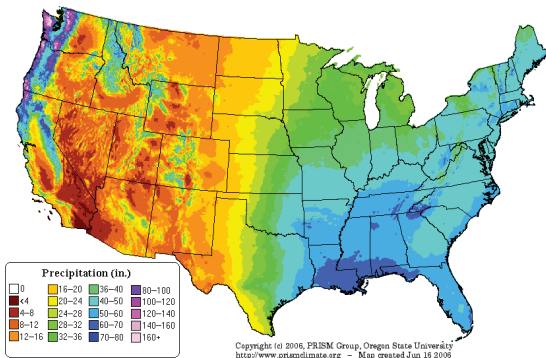 Precipitation (in.)
0 16-20 36-40 80-100
<4 20-24 40-50 100-120
4-8 24-28 50-60 120-140
8-12 28-32 60-70 140-160
12-16 32-36 70-80 160+
Copyright (c) 2006, PRISM Group, Oregon State University
http://www.prismclimate.org - Map created Jun 16 2006